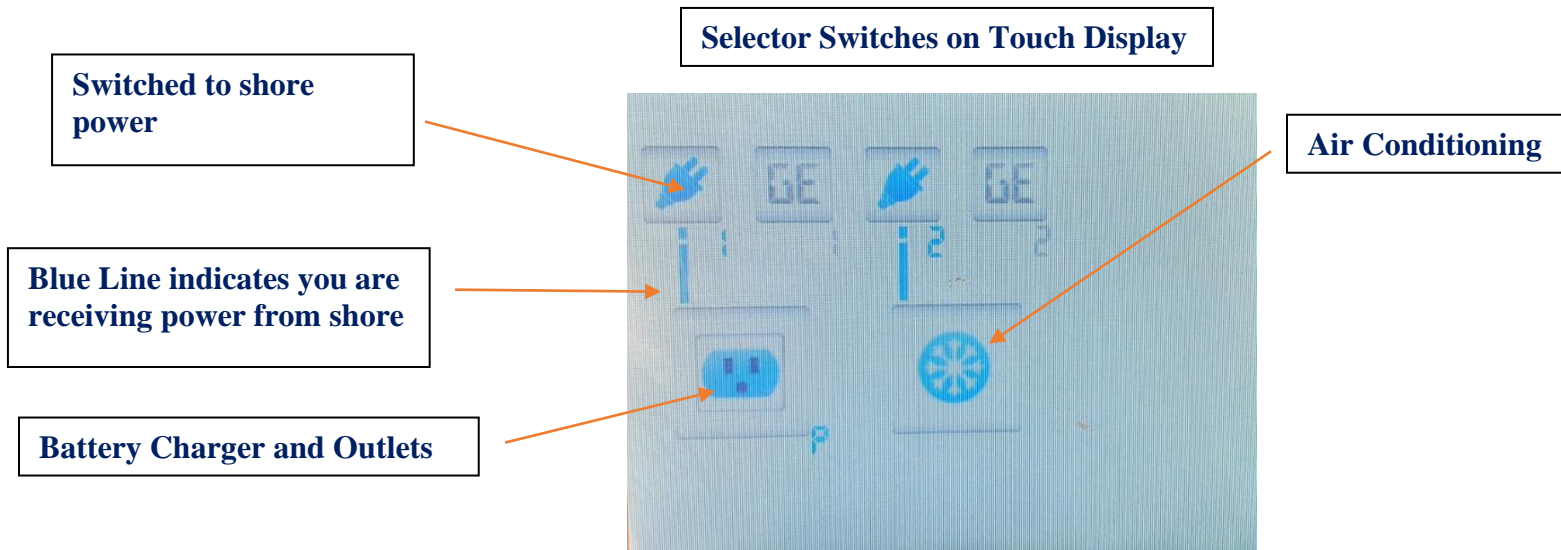 Selector Switches on Touch Display
Switched to shore
power
Air Conditioning
GE
GE
1
1
2
2
Blue Line indicates you are
receiving power from shore
Battery Charger and Outlets
P